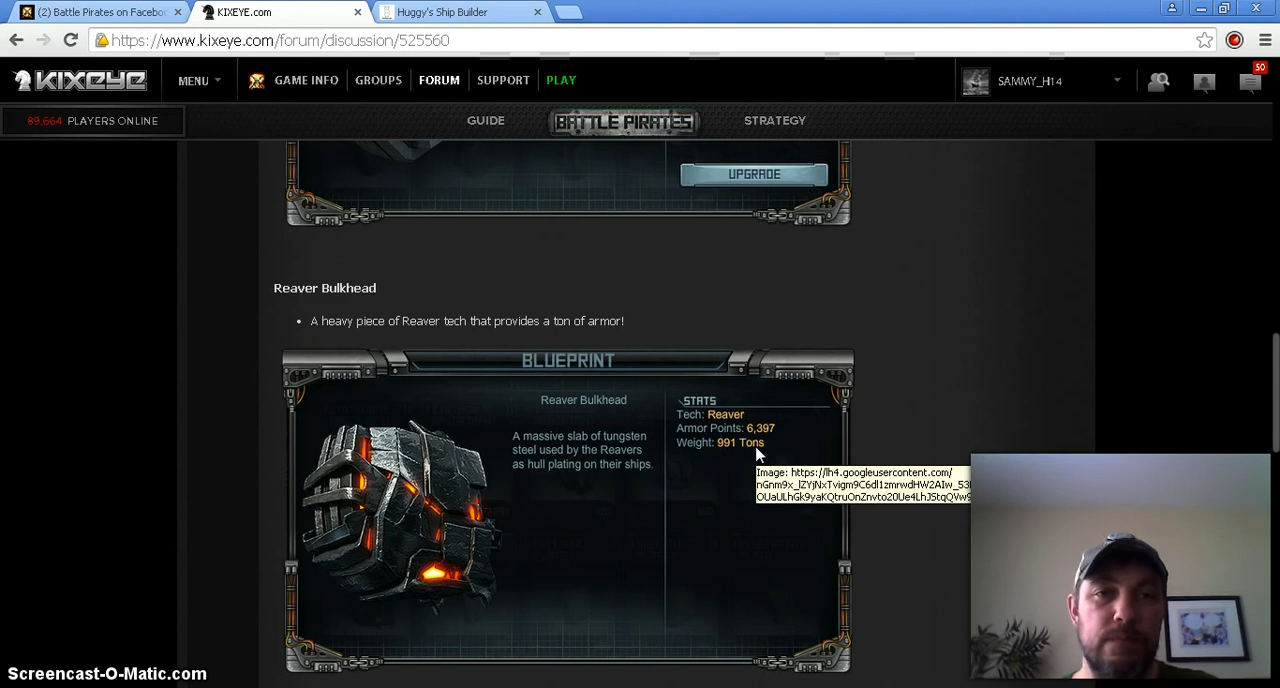 (2) Battle Pirates on Facebo
KIXEYE.com
Huggy's Ship Builder
https://www.kixeye.com/forum/discussion/525560
50
KIXEYE
MENU
GAME INFO
GROUPS
FORUM
SUPPORT
PLAY
SAMMY_H14
89,664 PLAYERS ONLINE
GUIDE
BATTLE PIRATES
STRATEGY
UPGRADE
Reaver Bulkhead
• A heavy piece of Reaver tech that provides a ton of armor!
BLUEPRINT
Reaver Bulkhead
A massive slab of tungsten
steel used by the Reavers
as hull plating on their ships.
STATS
Tech: Reaver
Armor Points: 6,397
Weight: 991 Tons
Image: https://lh4.googleusercontent.com/
Screencast-O-Matic.com